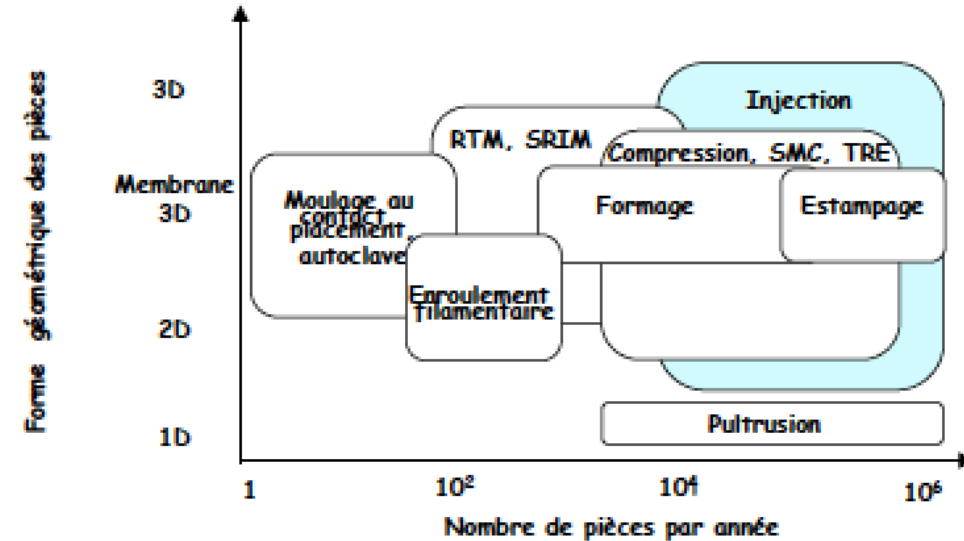 Forme géométrique des pièces
3D
Membrane
3D
2D
1D
Injection
RTM, SRIM
Compression, SMC, TRE
Moulage au
contact,
placement,
autoclave
Formage
Estampage
Enroulement
filamentaire
Pultrusion
1
10²
10⁴
10⁶
Nombre de pièces par année